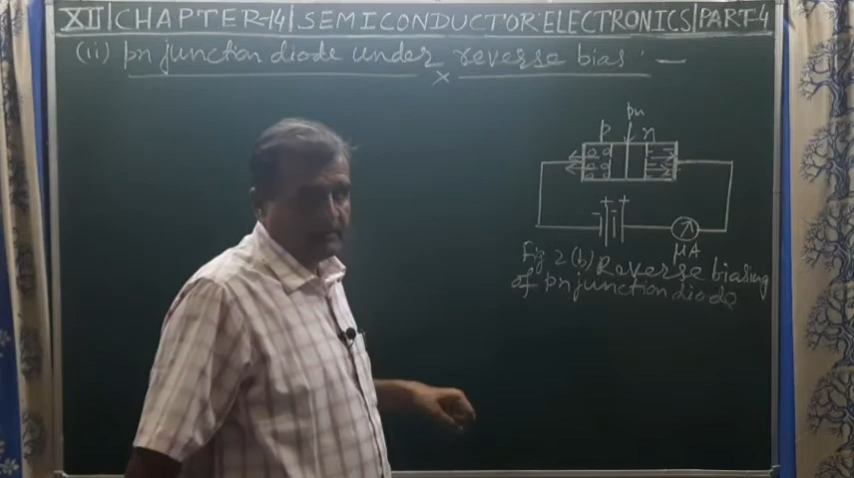 XII|CHAPTER-14|SEMICONDUCTOR ELECTRONICS|PART-4
(ii) pn junction diode under reverse bias :—
pn
p n
+ +
μA
Fig 2(b) Reverse biasing
of pn junction diode